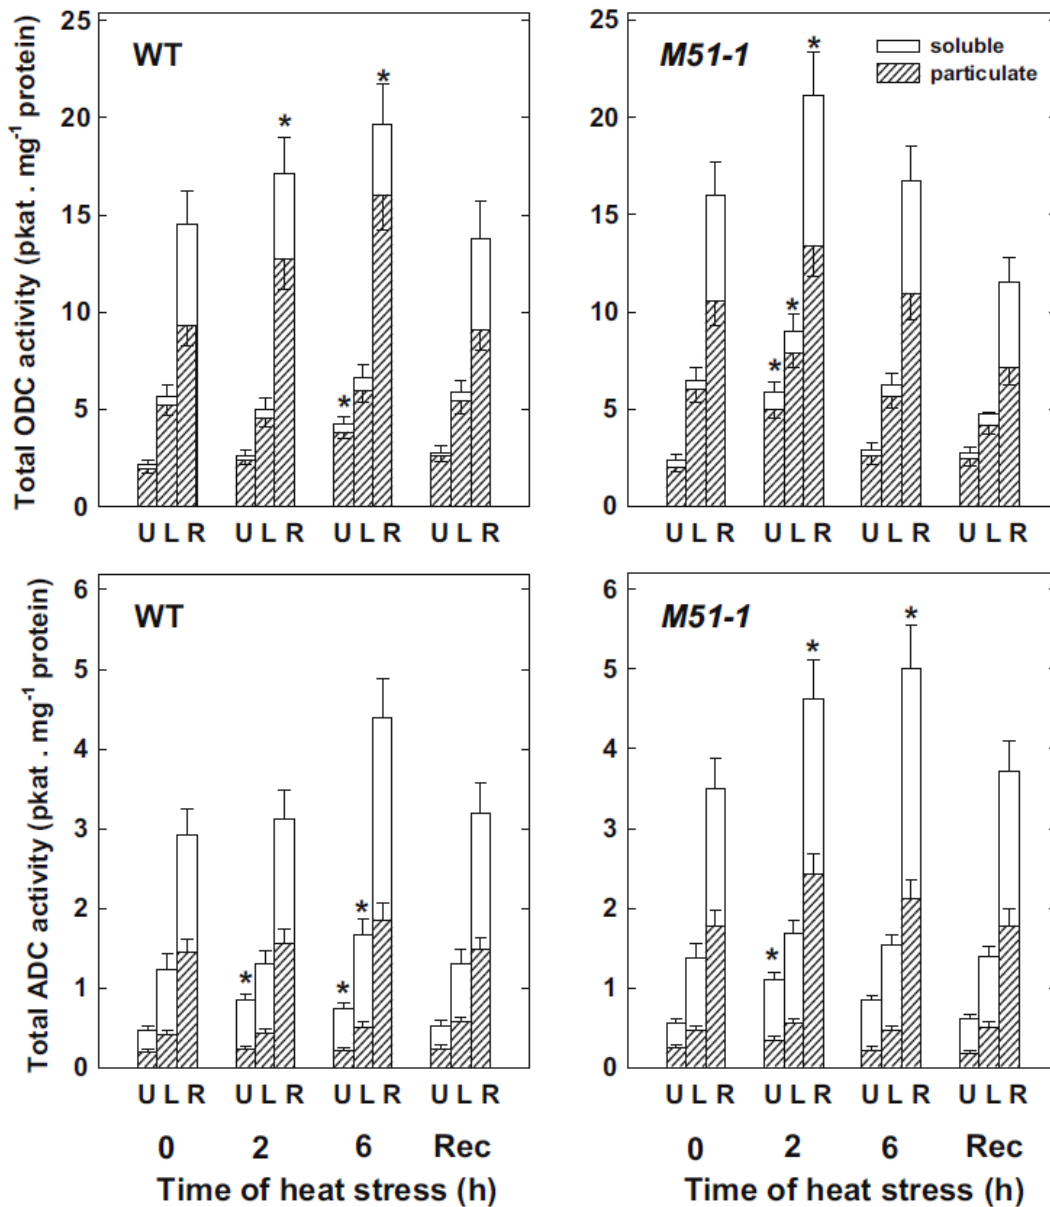 Total ODC activity (pkat . mg⁻¹ protein)
25
20
15
10
5
0
WT
*
*
*
U L R
U L R
U L R
U L R
25
20
15
10
5
0
M51-1
soluble
particulate
*
*
*
U L R
U L R
U L R
U L R
Total ADC activity (pkat . mg⁻¹ protein)
6
5
4
3
2
1
0
WT
*
*
*
U L R
U L R
U L R
U L R
0 2 6 Rec
Time of heat stress (h)
6
5
4
3
2
1
0
M51-1
*
*
*
U L R
U L R
U L R
U L R
0 2 6 Rec
Time of heat stress (h)